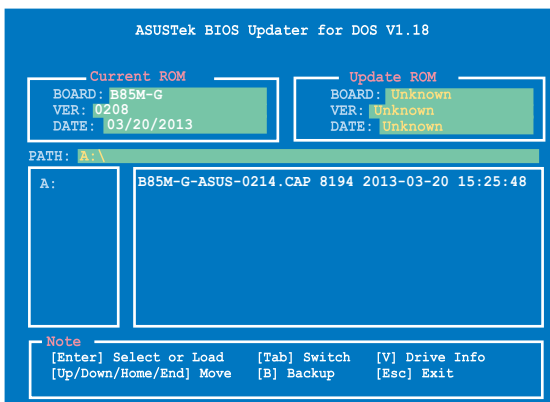 ASUSTek BIOS Updater for DOS V1.18
Current ROM
BOARD: B85M-G
VER: 0208
DATE: 03/20/2013
Update ROM
BOARD: Unknown
VER: Unknown
DATE: Unknown
PATH: A:\
A:
B85M-G-ASUS-0214.CAP 8194 2013-03-20 15:25:48
Note
[Enter] Select or Load [Tab] Switch [V] Drive Info
[Up/Down/Home/End] Move [B] Backup [Esc] Exit